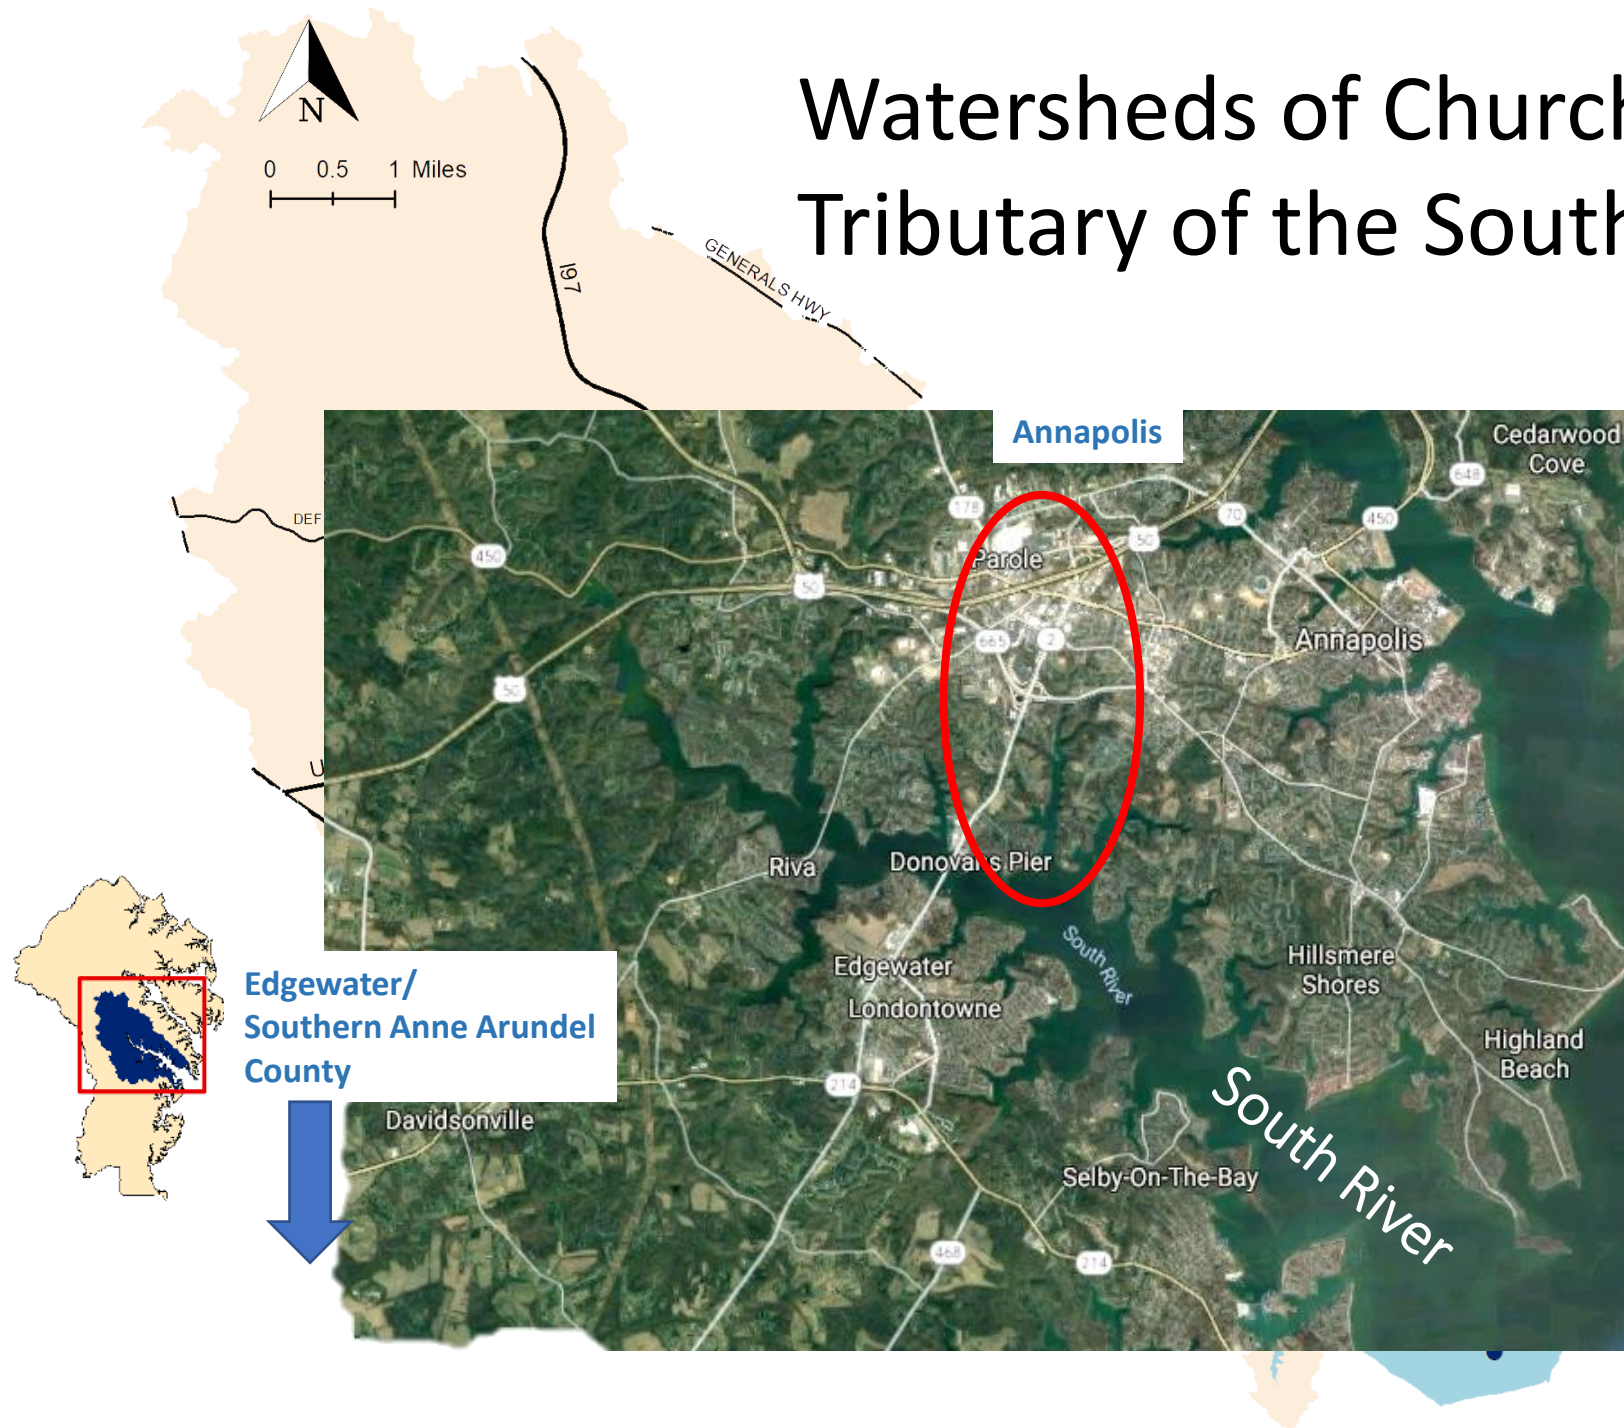 Watersheds of Church
Tributary of the South
N
0 0.5 1 Miles
I97
GENERALS HWY
DEF
U
Annapolis
Cedarwood
Cove
648
178
70
450
50
Parole
450
50
665
2
Annapolis
50
Riva
Donovans Pier
South River
Edgewater
Londontowne
Hillsmere
Shores
Highland
Beach
Edgewater/
Southern Anne Arundel
County
214
Davidsonville
South River
Selby-On-The-Bay
468
214